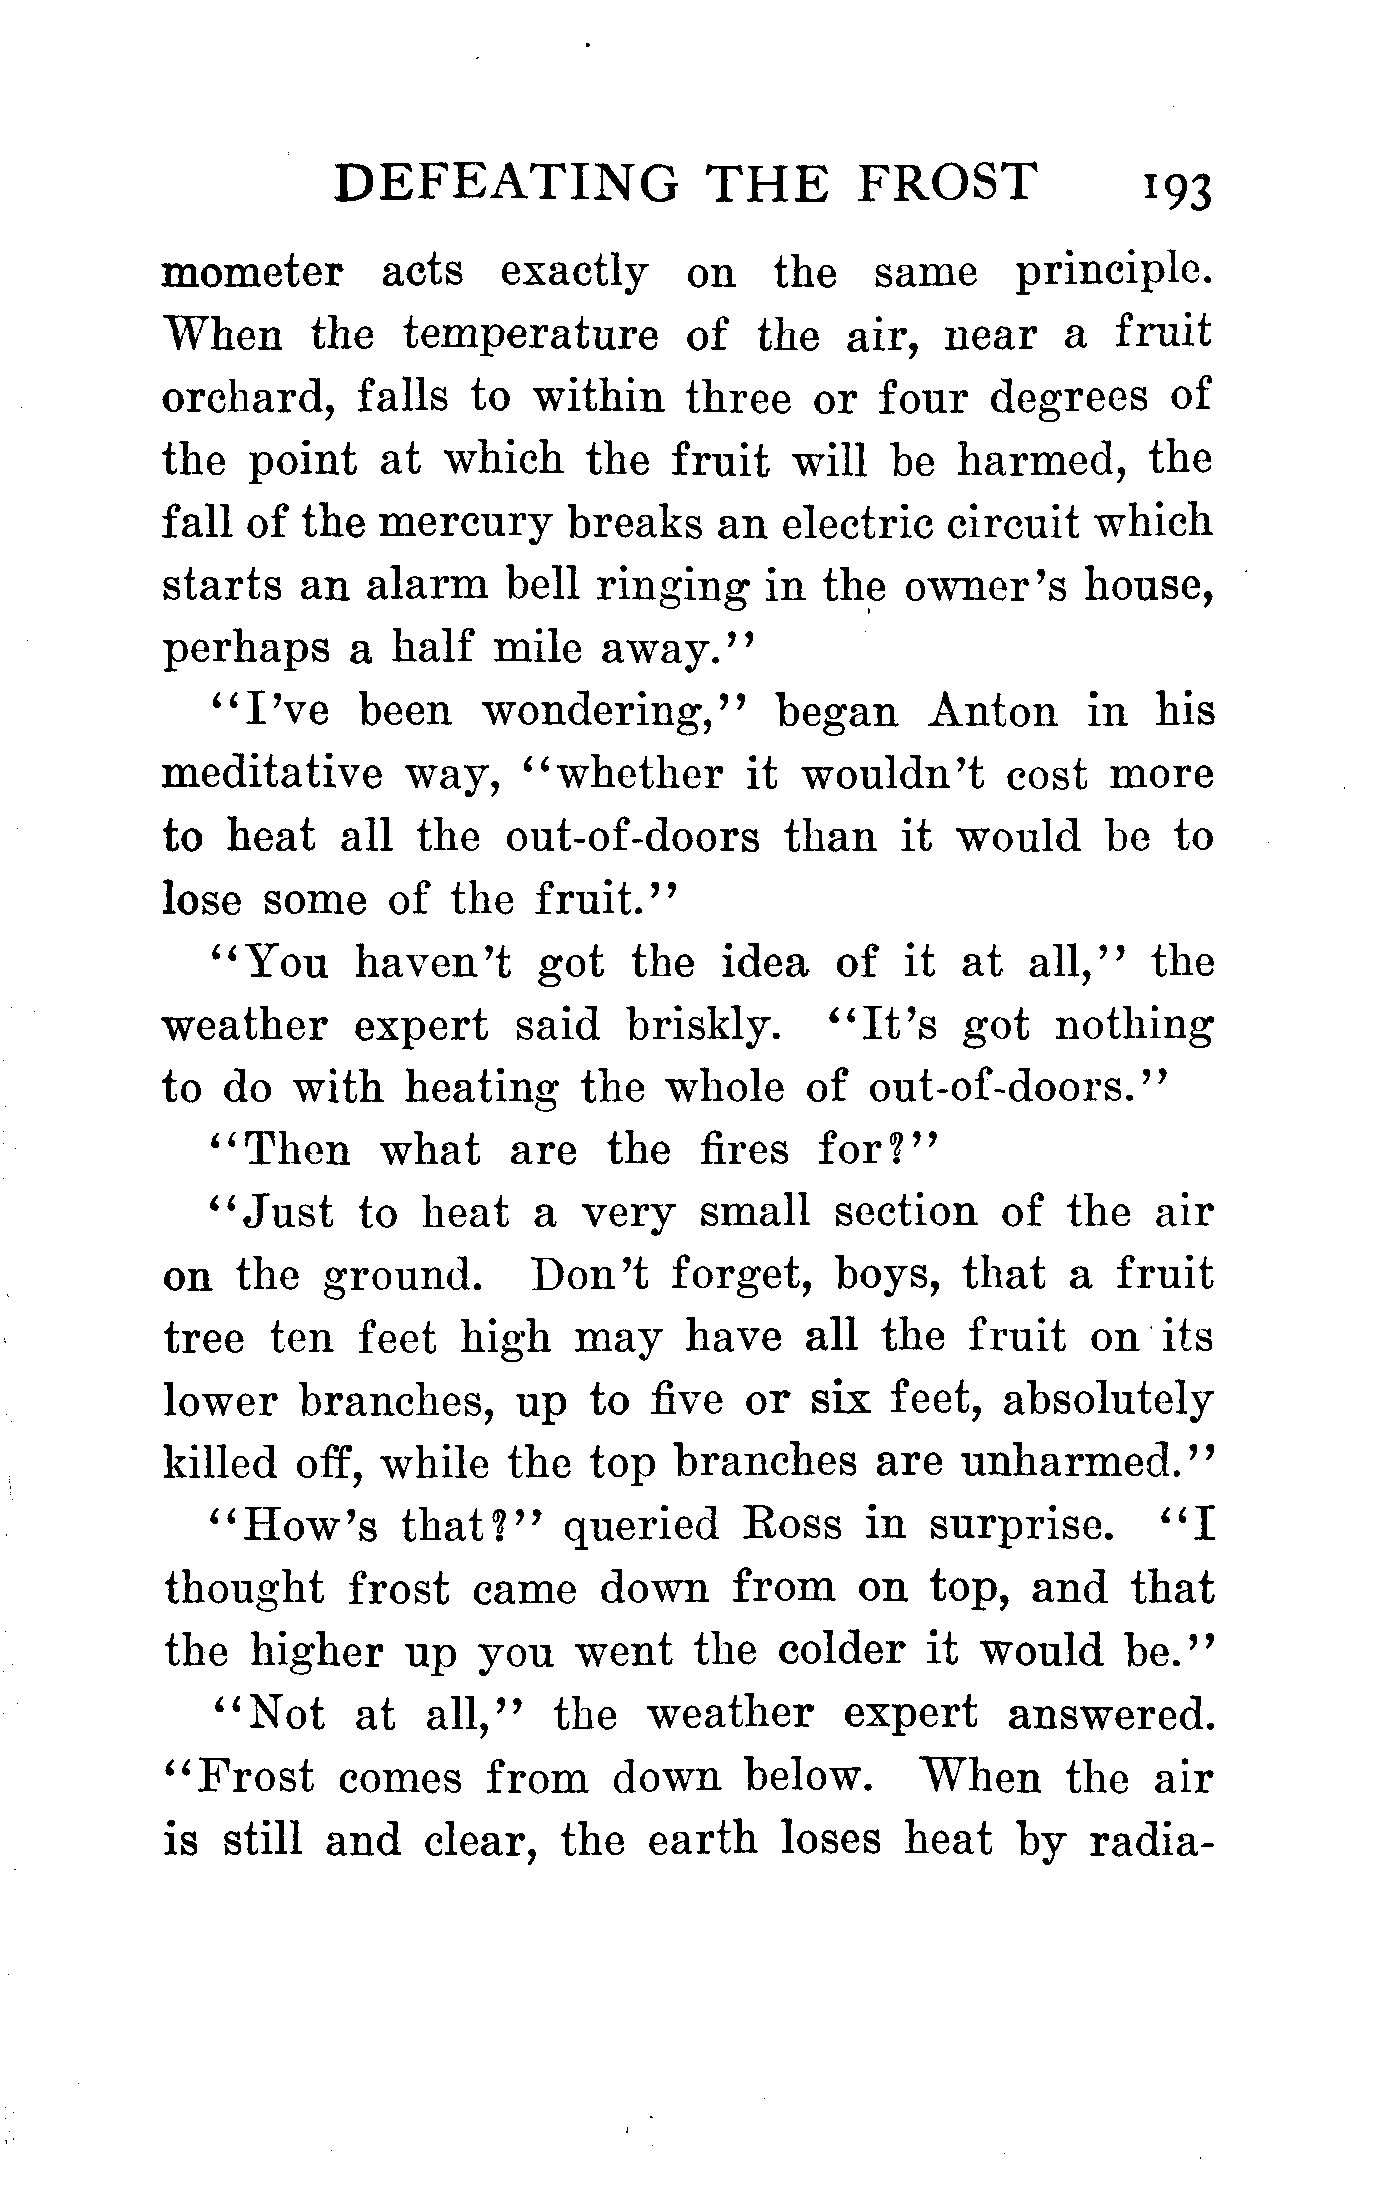 DEFEATING THE FROST 193
mometer acts exactly on the same principle.
When the temperature of the air, near a fruit
orchard, falls to within three or four degrees of
the point at which the fruit will be harmed, the
fall of the mercury breaks an electric circuit which
starts an alarm bell ringing in the owner's house,
perhaps a half mile away."
"I've been wondering," began Anton in his
meditative way, "whether it wouldn't cost more
to heat all the out-of-doors than it would be to
lose some of the fruit."
"You haven't got the idea of it at all," the
weather expert said briskly. "It's got nothing
to do with heating the whole of out-of-doors."
"Then what are the fires for?"
"Just to heat a very small section of the air
on the ground. Don't forget, boys, that a fruit
tree ten feet high may have all the fruit on its
lower branches, up to five or six feet, absolutely
killed off, while the top branches are unharmed."
"How's that?" queried Ross in surprise. "I
thought frost came down from on top, and that
the higher up you went the colder it would be."
"Not at all," the weather expert answered.
"Frost comes from down below. When the air
is still and clear, the earth loses heat by radia-